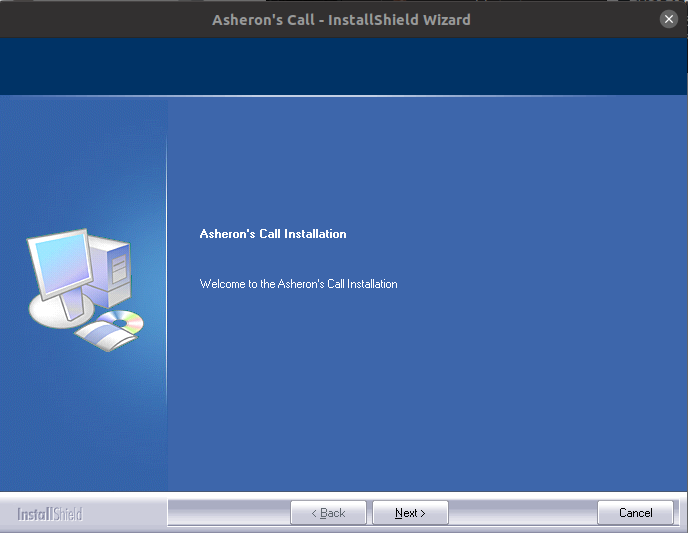 Asheron's Call - InstallShield Wizard
Asheron's Call Installation
Welcome to the Asheron's Call Installation
InstallShield
< Back
Next >
Cancel